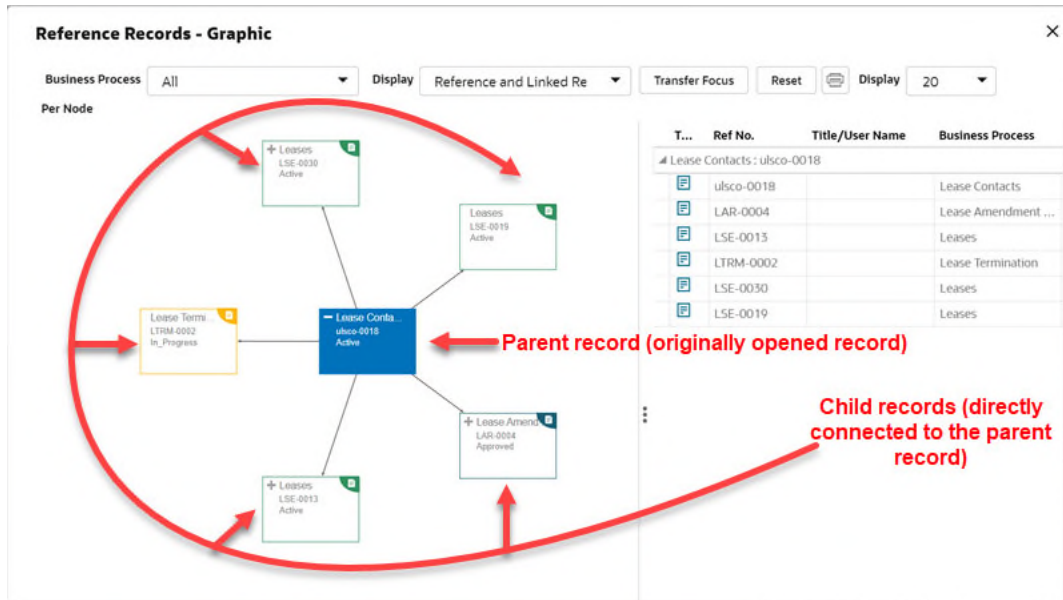 Reference Records - Graphic
Business Process All Display Reference and Linked Re Transfer Focus Reset Display 20
Per Node
Leases
LSE-0030
Active
Leases
LSE-0019
Active
Lease Termi...
LTRM-0002
In_Progress
Lease Conta...
ulsco-0018
Active
Parent record (originally opened record)
Lease Amend
LAR-0004
Approved
Leases
LSE-0013
Active
Child records (directly
connected to the parent
record)
T... Ref No. Title/User Name Business Process
Lease Contacts : ulsco-0018
ulsco-0018 Lease Contacts
LAR-0004 Lease Amendment ...
LSE-0013 Leases
LTRM-0002 Lease Termination
LSE-0030 Leases
LSE-0019 Leases